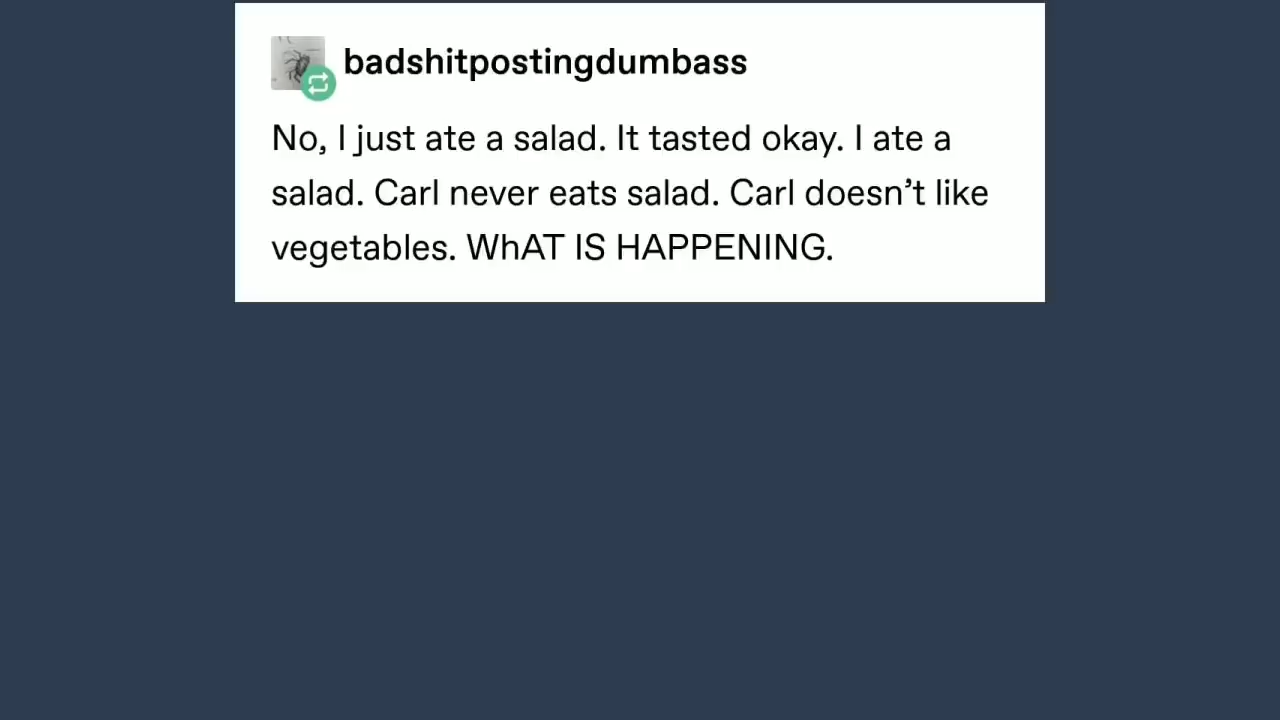 badshitpostingdumbass
No, I just ate a salad. It tasted okay. I ate a
salad. Carl never eats salad. Carl doesn’t like
vegetables. WhAT IS HAPPENING.